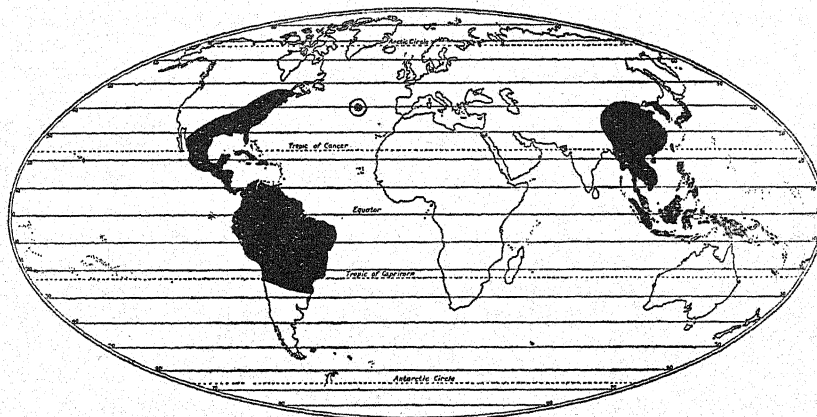 Arctic Circle
Tropic of Cancer
Equator
Tropic of Capricorn
Antarctic Circle